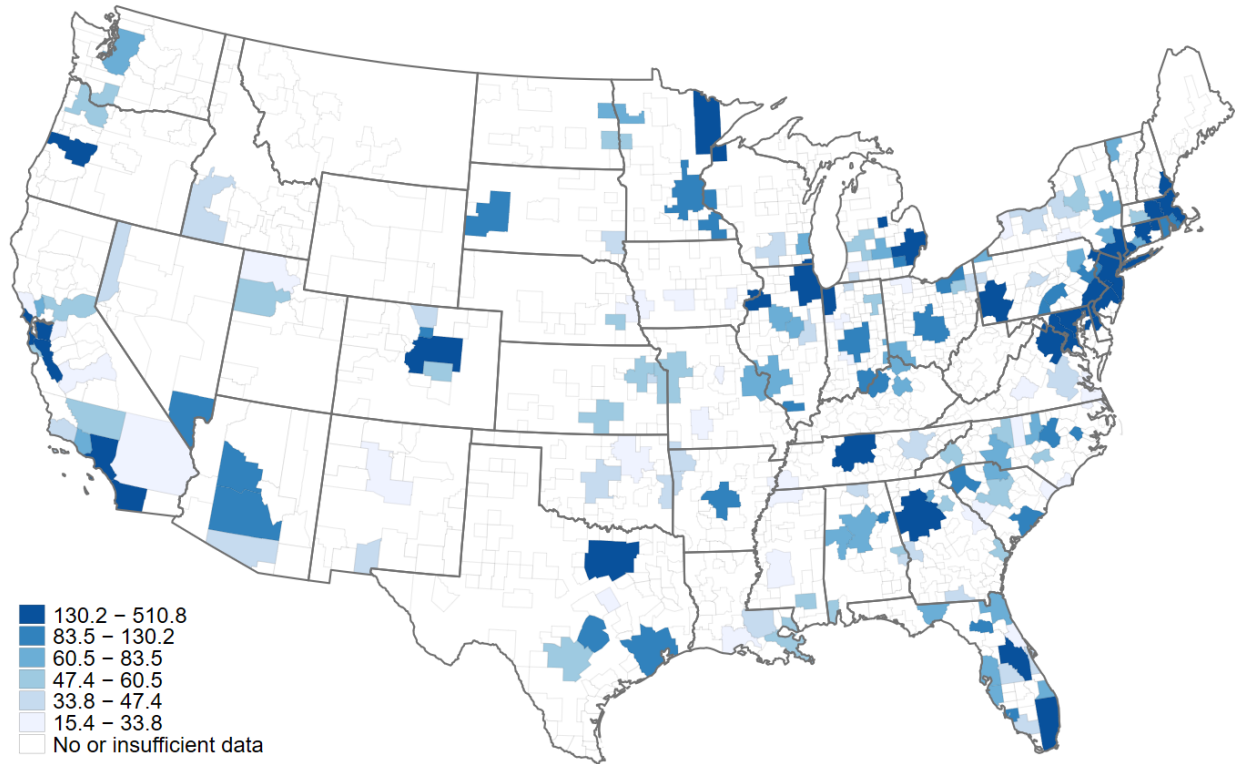 130.2 − 510.8
83.5 − 130.2
60.5 − 83.5
47.4 − 60.5
33.8 − 47.4
15.4 − 33.8
No or insufficient data